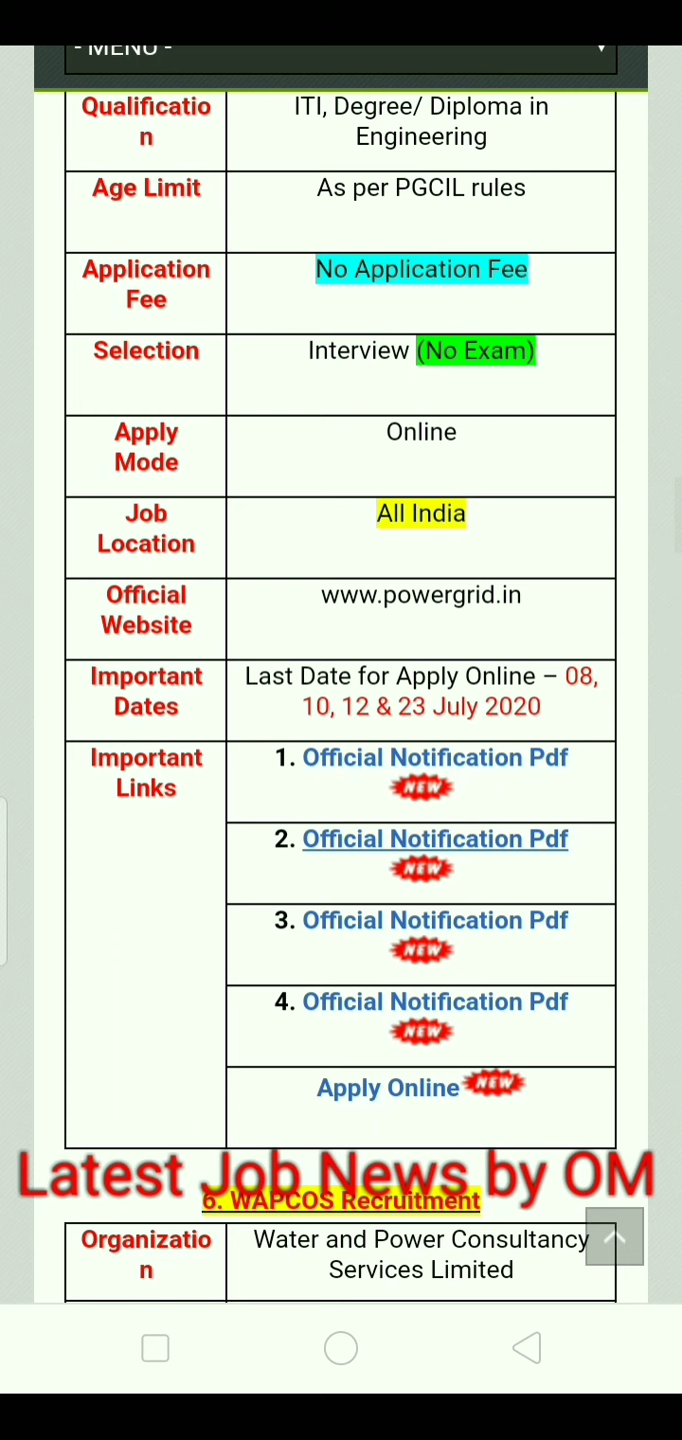 - MENU -
Qualificatio
n
ITI, Degree/ Diploma in
Engineering
Age Limit
As per PGCIL rules
Application
Fee
No Application Fee
Selection
Interview (No Exam)
Apply
Mode
Online
Job
Location
All India
Official
Website
www.powergrid.in
Important
Dates
Last Date for Apply Online – 08,
10, 12 & 23 July 2020
Important
Links
1. Official Notification Pdf
NEW
2. Official Notification Pdf
NEW
3. Official Notification Pdf
NEW
4. Official Notification Pdf
NEW
Apply Online NEW
Latest Job News by OM
6. WAPCOS Recruitment
Organizatio
n
Water and Power Consultancy
Services Limited